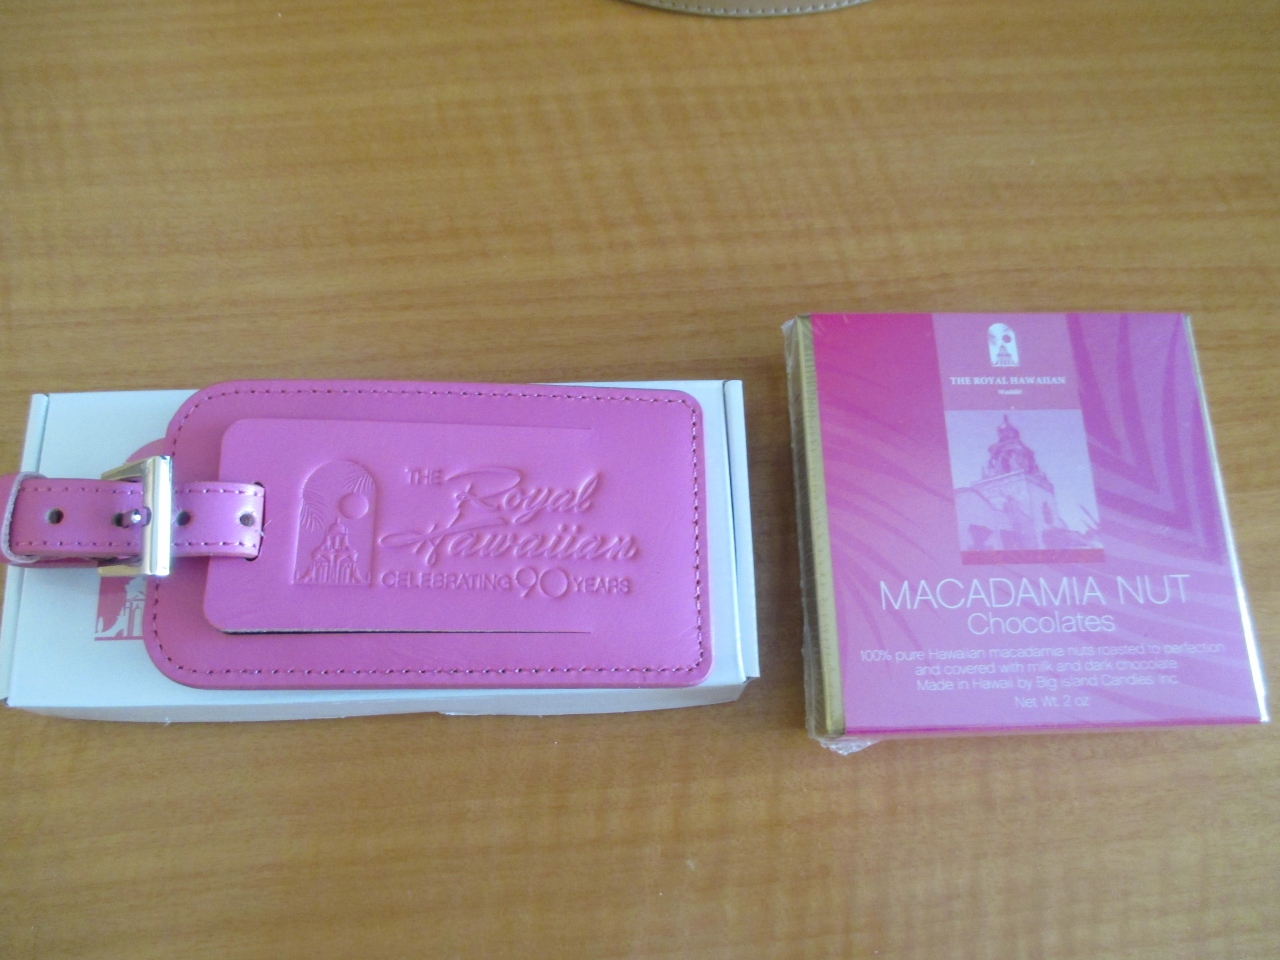 THE Royal
Hawaiian
CELEBRATING 90 YEARS
THE ROYAL HAWAIIAN
Waikiki
MACADAMIA NUT
Chocolates
100% pure Hawaiian macadamia nuts roasted to perfection
and covered with milk and dark chocolate
Made in Hawaii by Big Island Candies, Inc
Net Wt. 2 oz